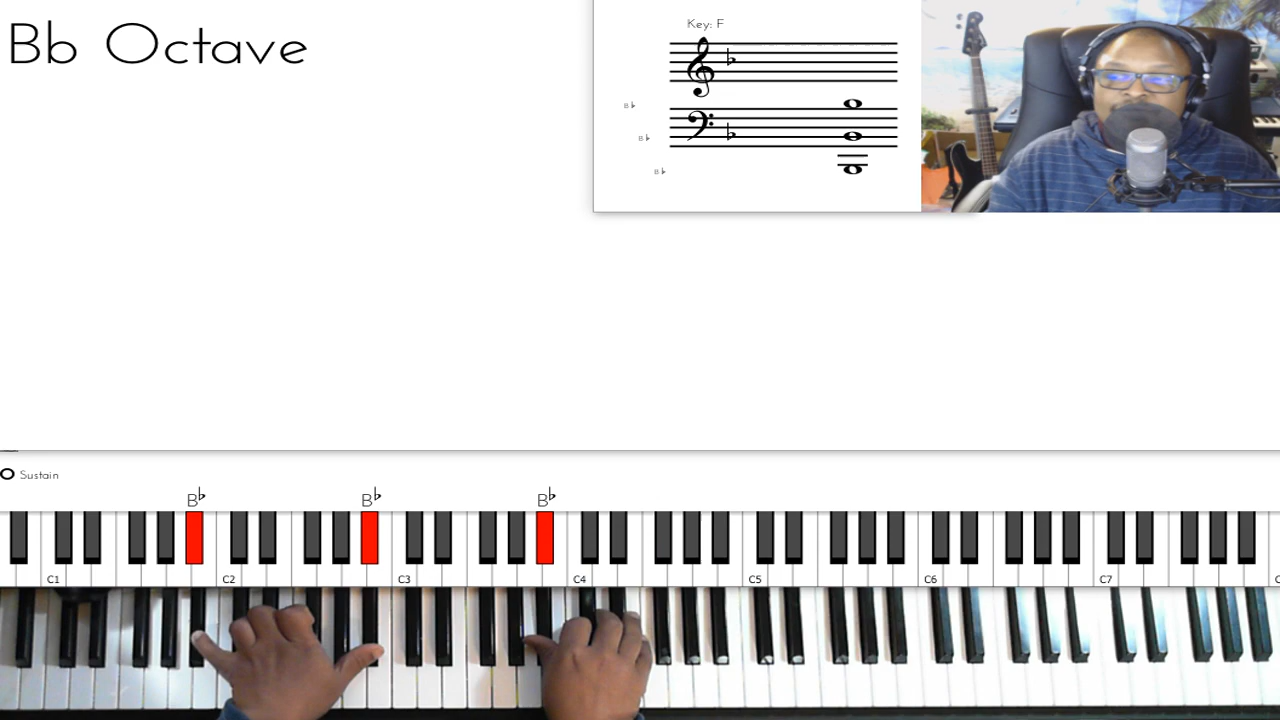 Bb Octave
Key: F
B♭
B♭
B♭
Sustain
B♭ B♭ B♭
C1 C2 C3 C4 C5 C6 C7 C